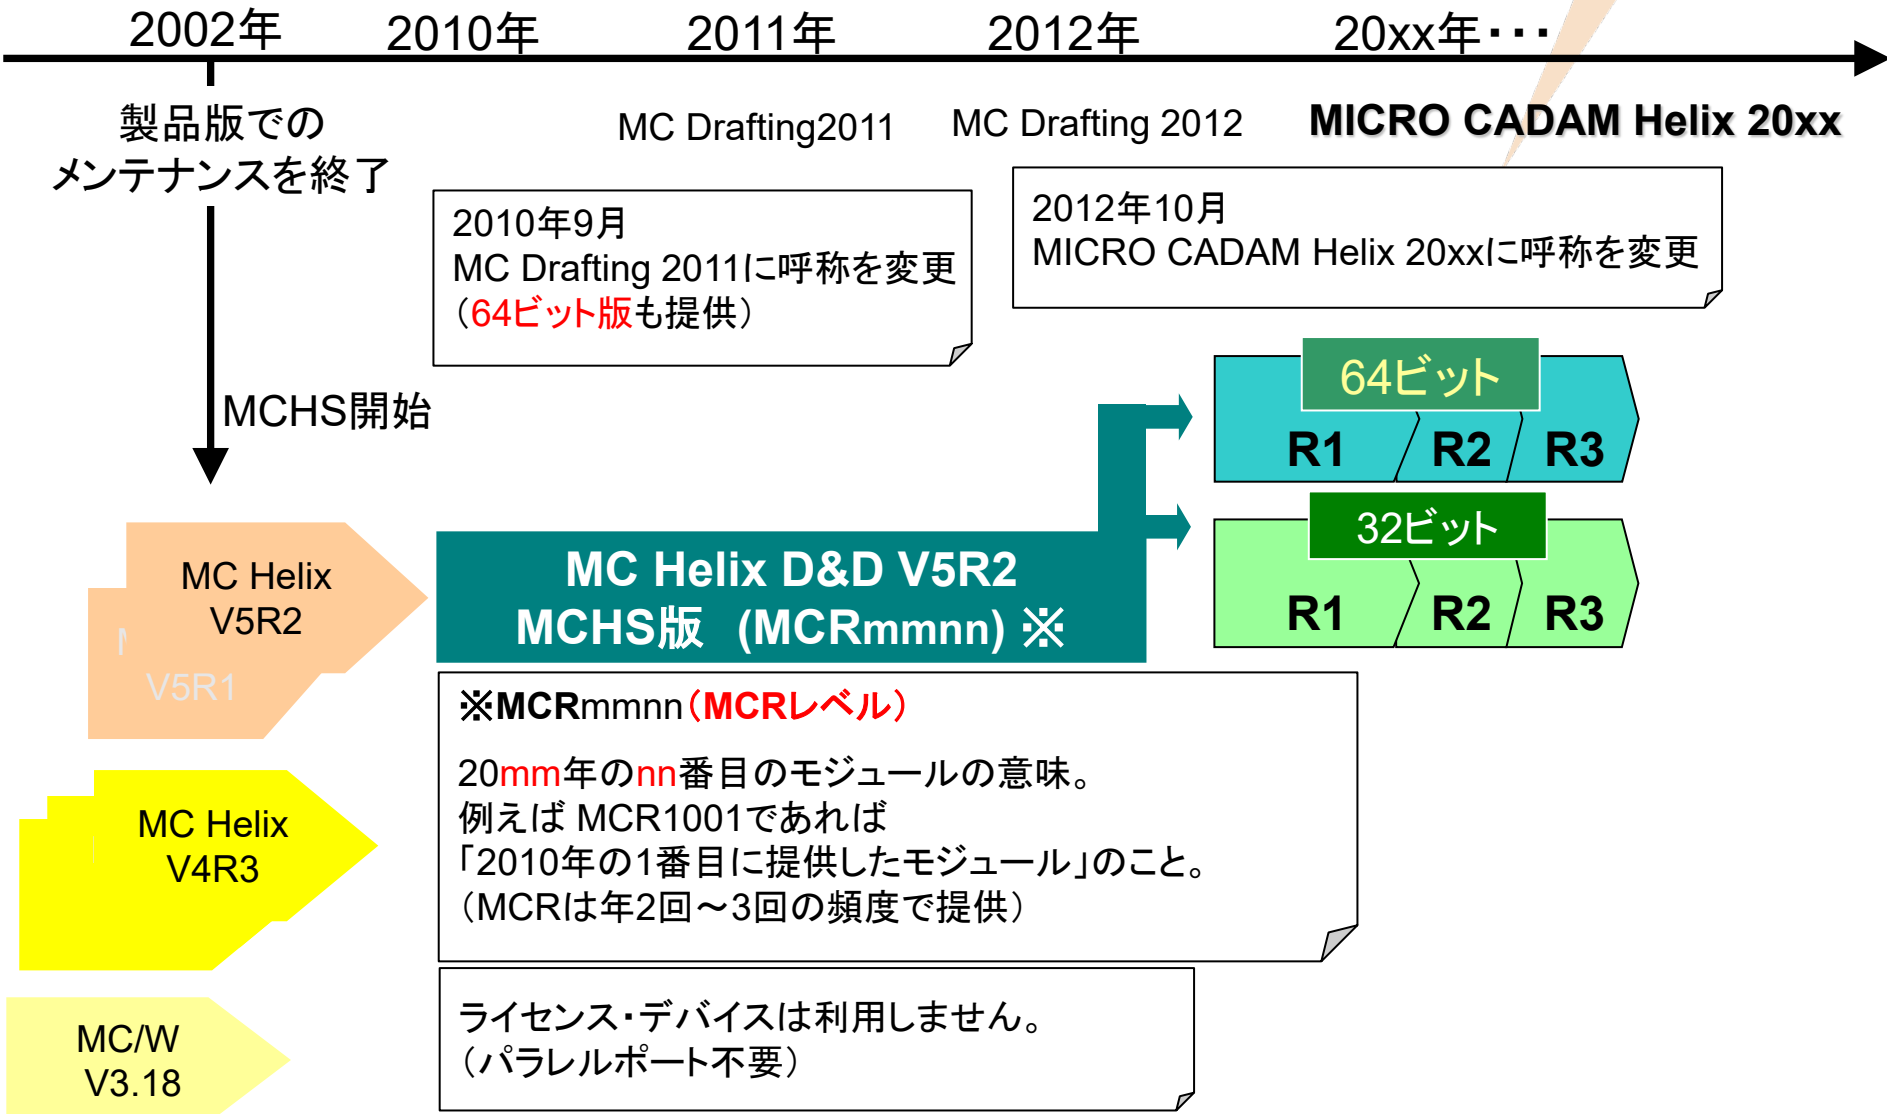 2002年
2010年
2011年
2012年
20xx年・・・
製品版での
メンテナンスを終了
MC Drafting2011
MC Drafting 2012
MICRO CADAM Helix 20xx
2010年9月
MC Drafting 2011に呼称を変更
（64ビット版も提供）
2012年10月
MICRO CADAM Helix 20xxに呼称を変更
MCHS開始
64ビット
R1
R2
R3
32ビット
R1
R2
R3
MC Helix
V5R2
V5R1
MC Helix D&D V5R2
MCHS版 (MCRmmnn) ※
※MCRmmnn（MCRレベル）
20mm年のnn番目のモジュールの意味。
例えば MCR1001であれば
「2010年の1番目に提供したモジュール」のこと。
（MCRは年2回～3回の頻度で提供）
MC Helix
V4R3
ライセンス・デバイスは利用しません。
（パラレルポート不要）
MC/W
V3.18